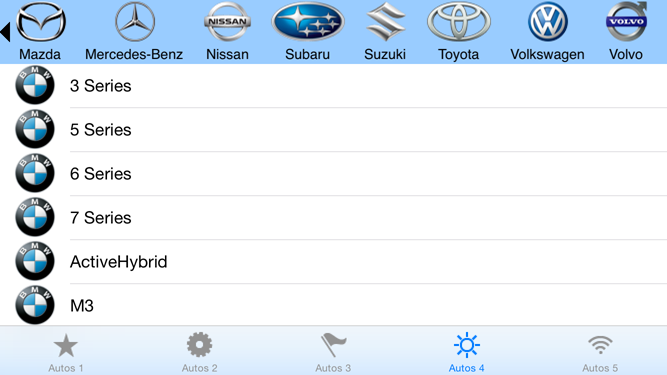 Mazda Mercedes-Benz Nissan Subaru Suzuki Toyota Volkswagen Volvo
NISSAN
VOLVO
BMW
3 Series
BMW
5 Series
BMW
6 Series
BMW
7 Series
BMW
ActiveHybrid
BMW
M3
Autos 1 Autos 2 Autos 3 Autos 4 Autos 5